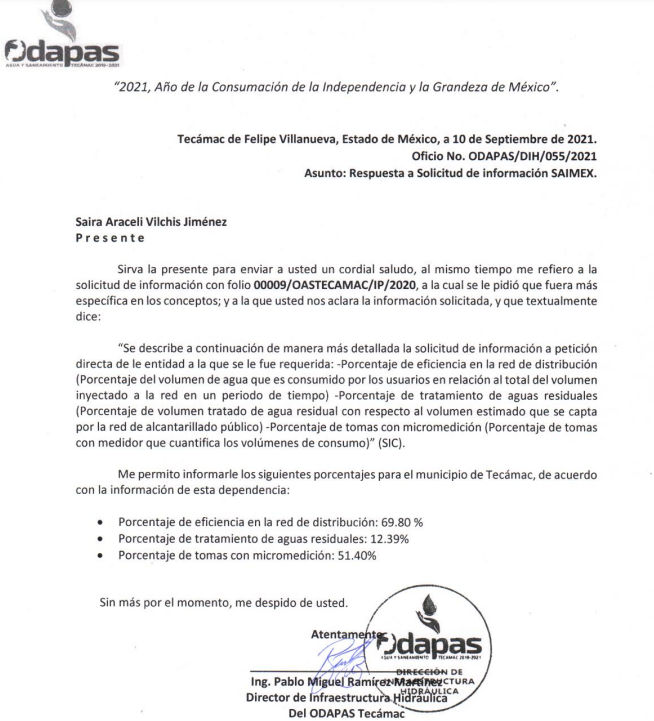 Odapas
AGUA Y SANEAMIENTO TECÁMAC 2019-2021
“2021, Año de la Consumación de la Independencia y la Grandeza de México”.
Tecámac de Felipe Villanueva, Estado de México, a 10 de Septiembre de 2021.
Oficio No. ODAPAS/DIH/055/2021
Asunto: Respuesta a Solicitud de información SAIMEX.
Saira Araceli Vilchis Jiménez
P r e s e n t e
Sirva la presente para enviar a usted un cordial saludo, al mismo tiempo me refiero a la
solicitud de información con folio 00009/OASTECAMAC/IP/2020, a la cual se le pidió que fuera más
específica en los conceptos; y a la que usted nos aclara la información solicitada, y que textualmente
dice:
“Se describe a continuación de manera más detallada la solicitud de información a petición
directa de le entidad a la que se le fue requerida: -Porcentaje de eficiencia en la red de distribución
(Porcentaje del volumen de agua que es consumido por los usuarios en relación al total del volumen
inyectado a la red en un periodo de tiempo) -Porcentaje de tratamiento de aguas residuales
(Porcentaje de volumen tratado de agua residual con respecto al volumen estimado que se capta
por la red de alcantarillado público) -Porcentaje de tomas con micromedición (Porcentaje de tomas
con medidor que cuantifica los volúmenes de consumo)” (SIC).
Me permito informarle los siguientes porcentajes para el municipio de Tecámac, de acuerdo
con la información de esta dependencia:
• Porcentaje de eficiencia en la red de distribución: 69.80 %
• Porcentaje de tratamiento de aguas residuales: 12.39%
• Porcentaje de tomas con micromedición: 51.40%
Sin más por el momento, me despido de usted.
Atentamente
Odapas
AGUA Y SANEAMIENTO TECÁMAC 2019-2021
DIRECCIÓN DE
INFRAESTRUCTURA
HIDRÁULICA
Ing. Pablo Miguel Ramírez Martínez
Director de Infraestructura Hidráulica
Del ODAPAS Tecámac